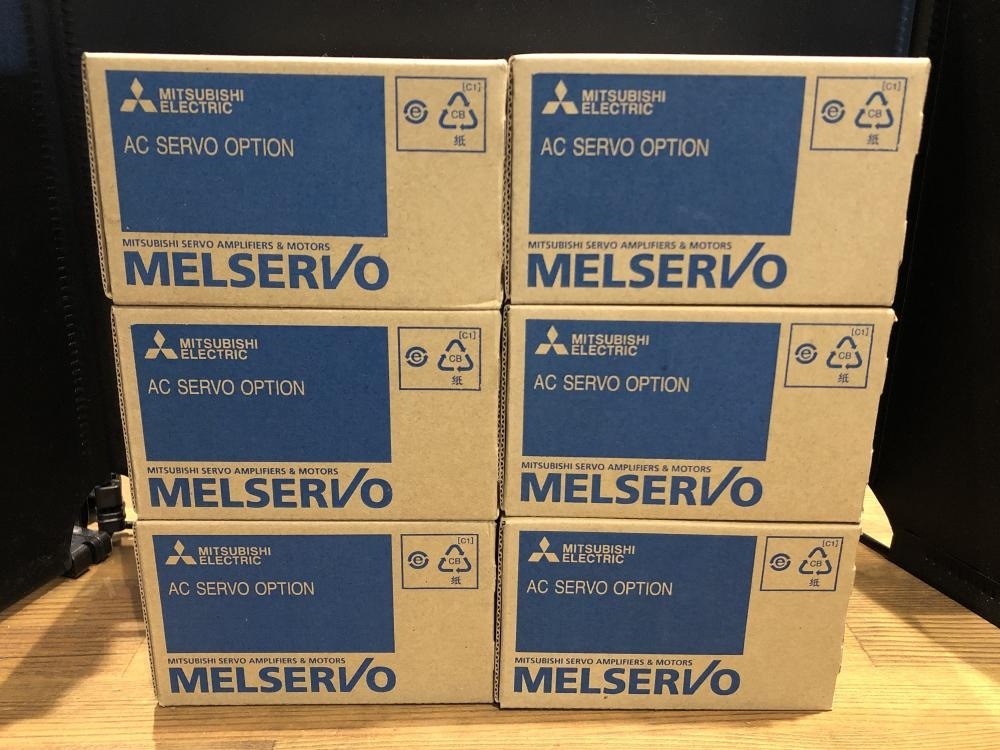 MITSUBISHI
ELECTRIC
AC SERVO OPTION
[C1]
e
CB
紙
MITSUBISHI SERVO AMPLIFIERS & MOTORS
MELSERVO
MITSUBISHI
ELECTRIC
AC SERVO OPTION
[C1]
e
CB
紙
MITSUBISHI SERVO AMPLIFIERS & MOTORS
MELSERVO
MITSUBISHI
ELECTRIC
AC SERVO OPTION
[C1]
e
CB
紙
MITSUBISHI SERVO AMPLIFIERS & MOTORS
MELSERVO
MITSUBISHI
ELECTRIC
AC SERVO OPTION
[C1]
e
CB
紙
MITSUBISHI SERVO AMPLIFIERS & MOTORS
MELSERVO
MITSUBISHI
ELECTRIC
AC SERVO OPTION
[C1]
e
CB
紙
MITSUBISHI SERVO AMPLIFIERS & MOTORS
MELSERVO
MITSUBISHI
ELECTRIC
AC SERVO OPTION
[C1]
e
CB
紙
MITSUBISHI SERVO AMPLIFIERS & MOTORS
MELSERVO